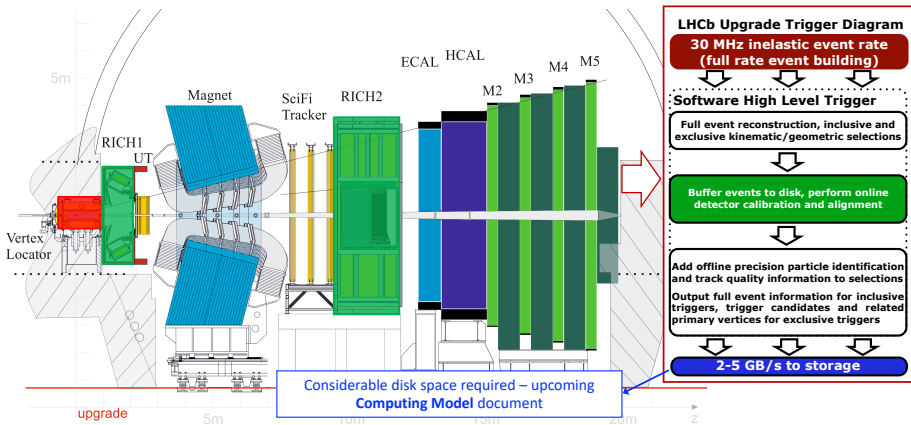 5m
Vertex
Locator
RICH1
UT
Magnet
SciFi
Tracker
RICH2
ECAL
HCAL
M2
M3
M4
M5
upgrade
5m
10m
15m
20m
z
Considerable disk space required – upcoming
Computing Model document
LHCb Upgrade Trigger Diagram
30 MHz inelastic event rate
(full rate event building)
Software High Level Trigger
Full event reconstruction, inclusive and
exclusive kinematic/geometric selections
Buffer events to disk, perform online
detector calibration and alignment
Add offline precision particle identification
and track quality information to selections
Output full event information for inclusive
triggers, trigger candidates and related
primary vertices for exclusive triggers
2-5 GB/s to storage